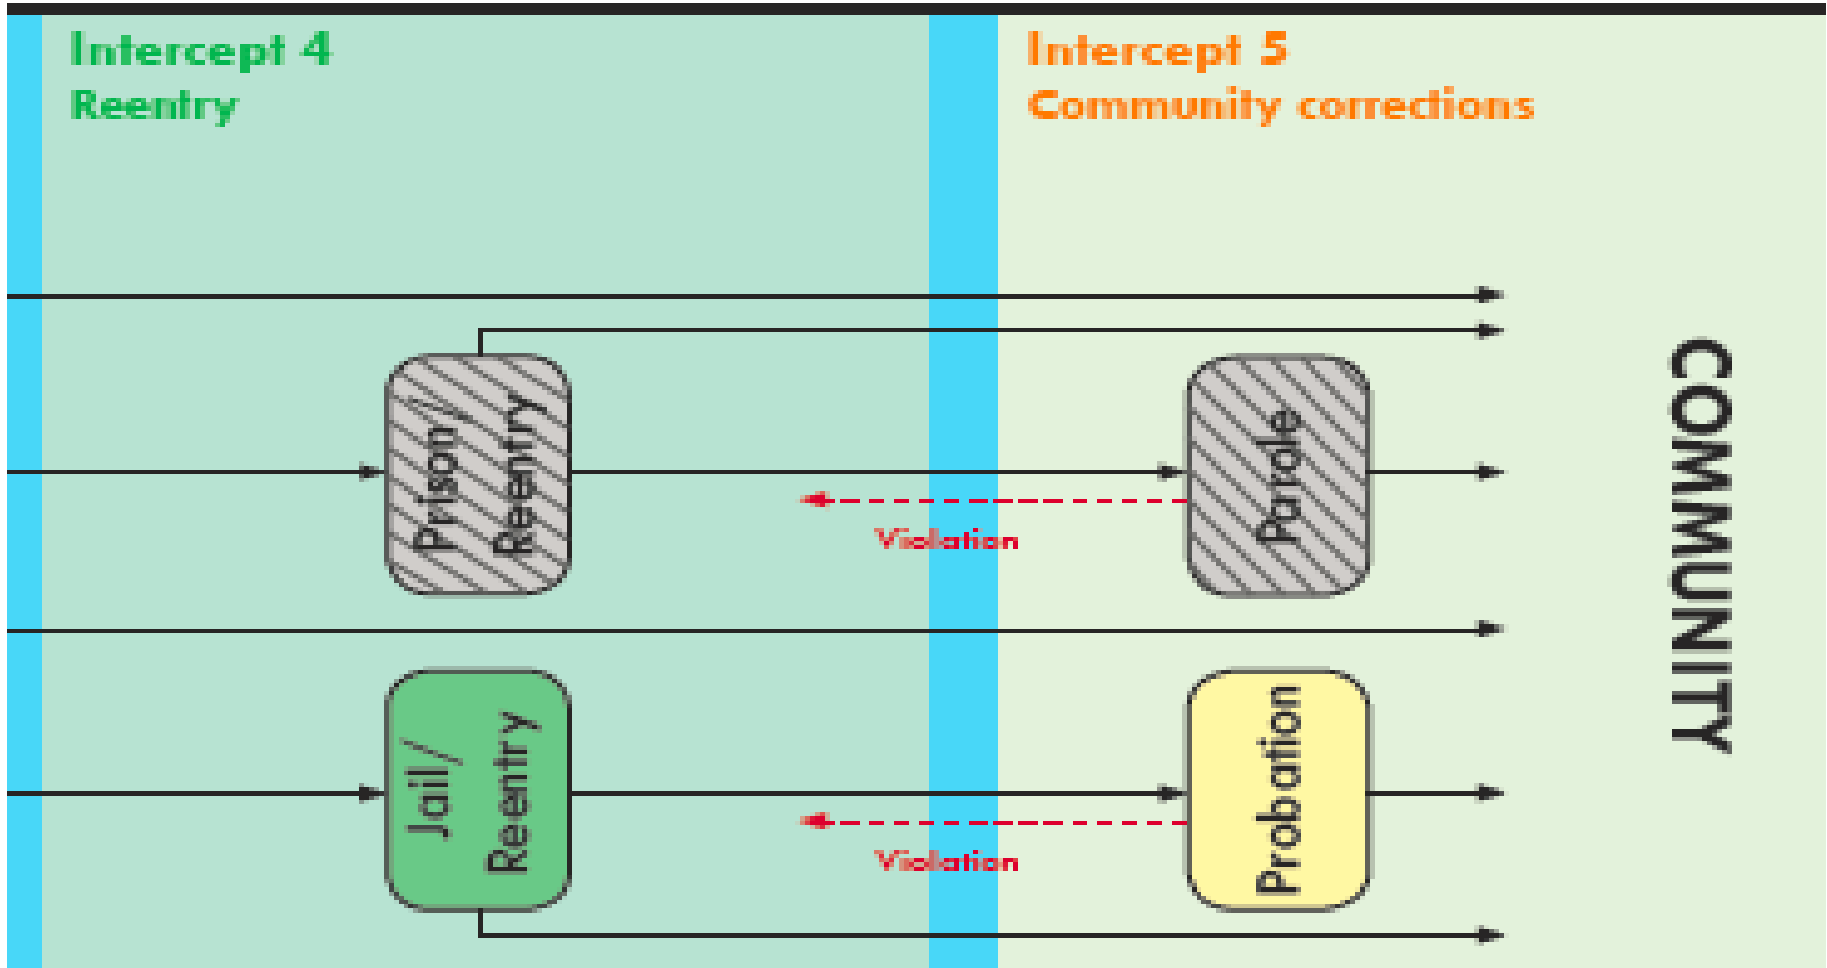 Intercept 4
Reentry
Intercept 5
Community corrections
Prison/
Reentry
Parole
Violation
COMMUNITY
Jail/
Reentry
Probation
Violation